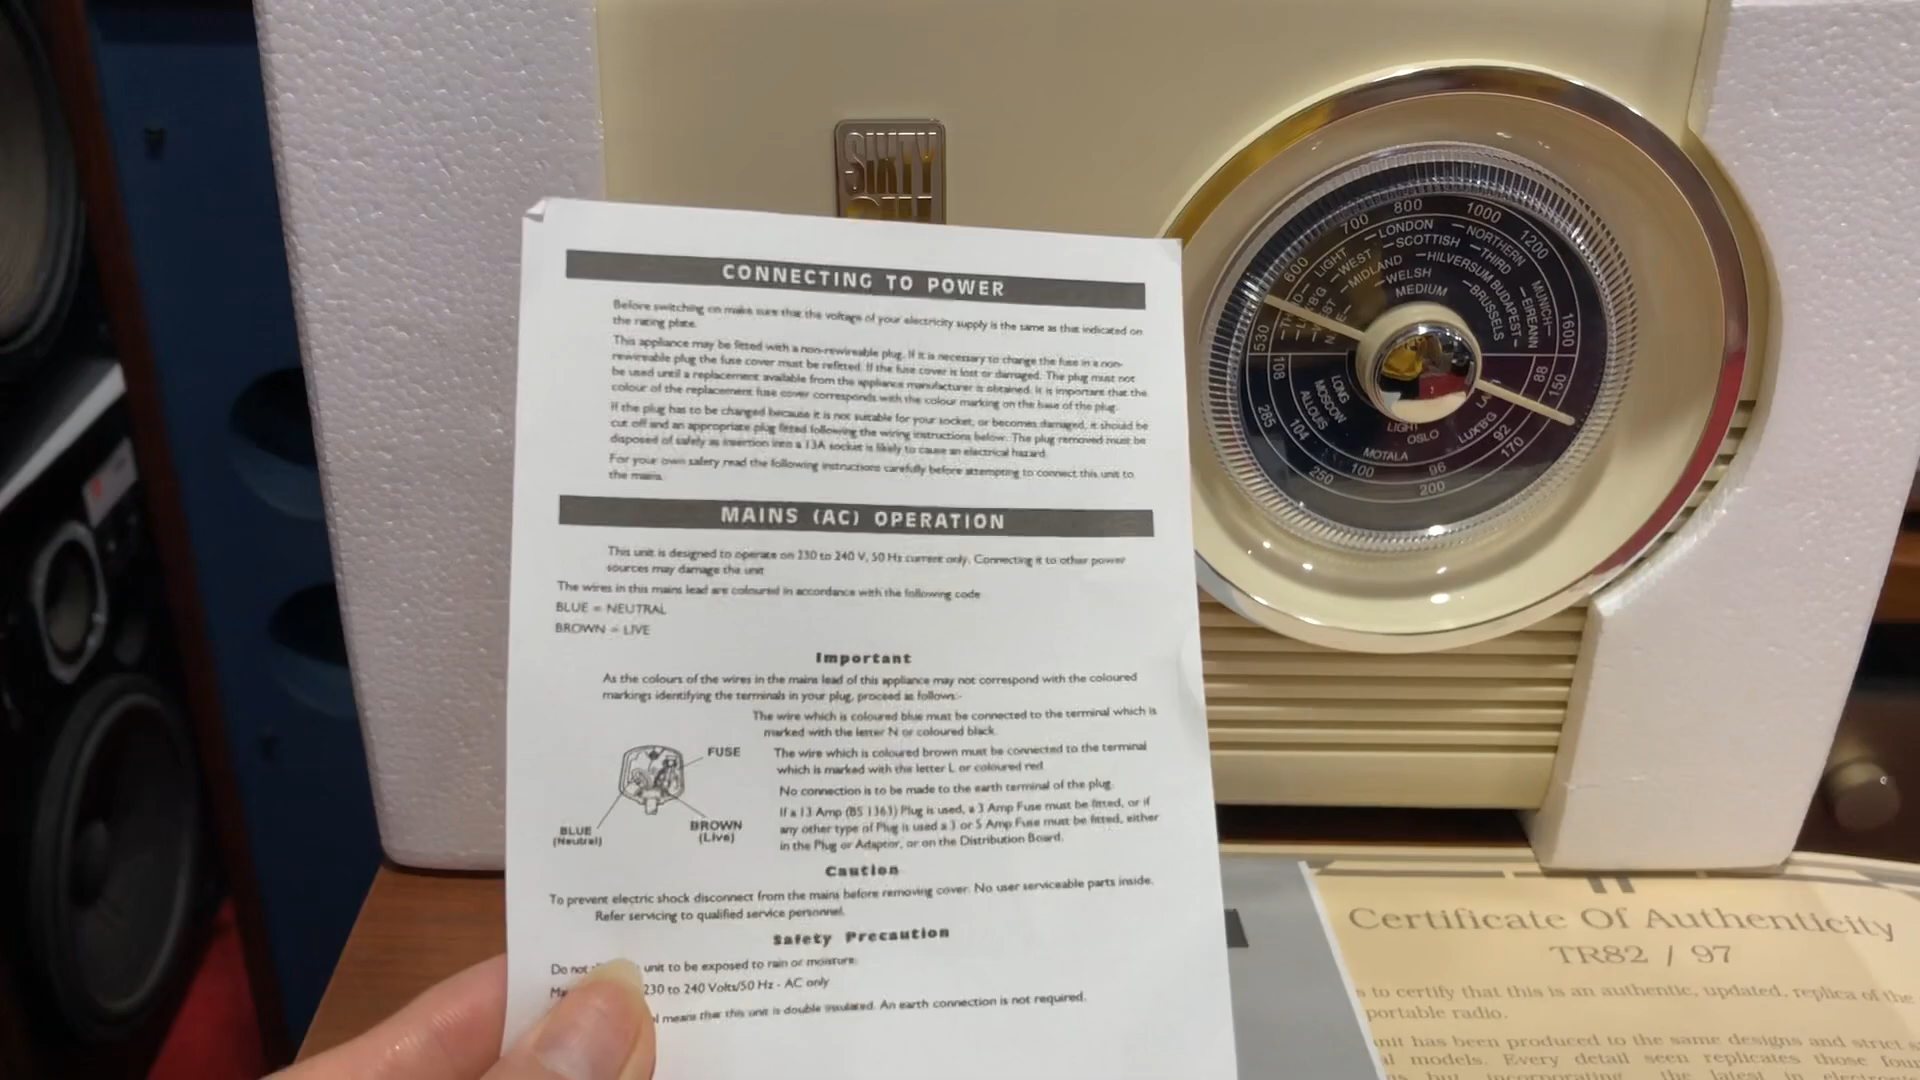 SIXTY
CONNECTING TO POWER
Before switching on make sure that the voltage of your electricity supply is the same as that indicated on
the rating plate.
This appliance may be fitted with a non-rewireable plug. If it is necessary to change the fuse in a non-
rewireable plug the fuse cover must be refitted. If the fuse cover is lost or damaged. The plug must not
be used until a replacement available from the appliance manufacturer is obtained. It is important that the
colour of the replacement fuse cover corresponds with the colour marking on the base of the plug.
If the plug has to be changed because it is not suitable for your socket, or becomes damaged, it should be
cut off and an appropriate plug fitted following the wiring instructions below. The plug removed must be
disposed of safely as insertion into a 13A socket is likely to cause an electrical hazard.
For your own safety read the following instructions carefully before attempting to connect this unit to
the mains.
MAINS (AC) OPERATION
This unit is designed to operate on 230 to 240 V, 50 Hz current only. Connecting it to other power
sources may damage the unit
The wires in this mains lead are coloured in accordance with the following code
BLUE = NEUTRAL
BROWN = LIVE
Important
As the colours of the wires in the mains lead of this appliance may not correspond with the coloured
markings identifying the terminals in your plug, proceed as follows:-
The wire which is coloured blue must be connected to the terminal which is
marked with the letter N or coloured black.
The wire which is coloured brown must be connected to the terminal
which is marked with the letter L or coloured red.
No connection is to be made to the earth terminal of the plug.
If a 13 Amp (BS 1363) Plug is used, a 3 Amp Fuse must be fitted, or if
any other type of Plug is used a 3 or 5 Amp Fuse must be fitted, either
in the Plug or Adaptor, or on the Distribution Board.
FUSE
BLUE
(Neutral)
BROWN
(Live)
Caution
To prevent electric shock disconnect from the mains before removing cover. No user serviceable parts inside.
Refer servicing to qualified service personnel.
Safety Precaution
Do not unit to be exposed to rain or moisture.
230 to 240 Volts/50 Hz - AC only
means that this unit is double insulated. An earth connection is not required.
530 600 700 800 1000 1200 1600
LIGHT WEST MIDLAND LONDON SCOTTISH WELSH
NORTHERN THIRD HILVERSUM BUDAPEST BRUSSELS
MUNICH EIREANN
MEDIUM
108 104 100 96 92 88
285 250 200 170 150
LONG MOSCOW ALLOUIS
MOTALA OSLO LIGHT LUX'BG
Certificate Of Authenticity
TR82 / 97
to certify that this is an authentic, updated, replica of the
portable radio.
has been produced to the same designs and strict
models. Every detail seen replicates those
but incorporating the latest in